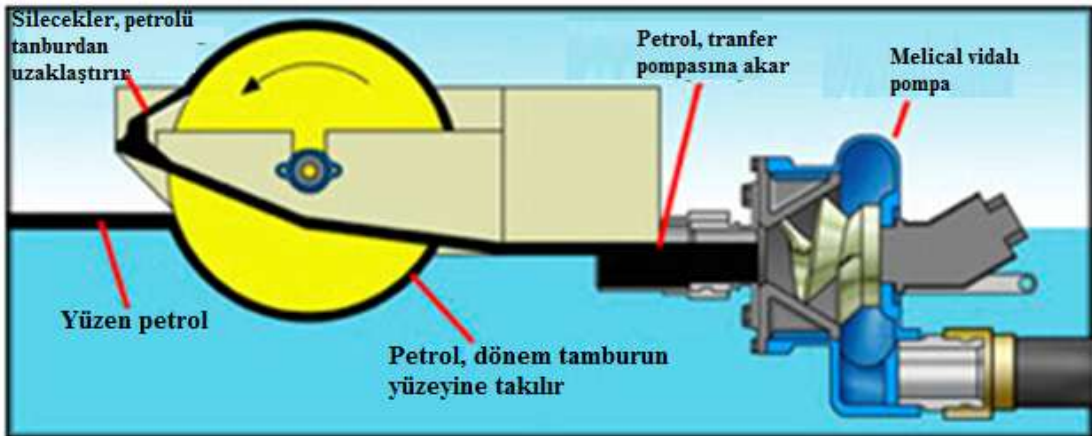 Silecekler, petrolü
tanburdan
uzaklaştırır
Petrol, tranfer
pompasına akar
Melical vidalı
pompa
Yüzen petrol
Petrol, dönem tamburun
yüzeyine takılır